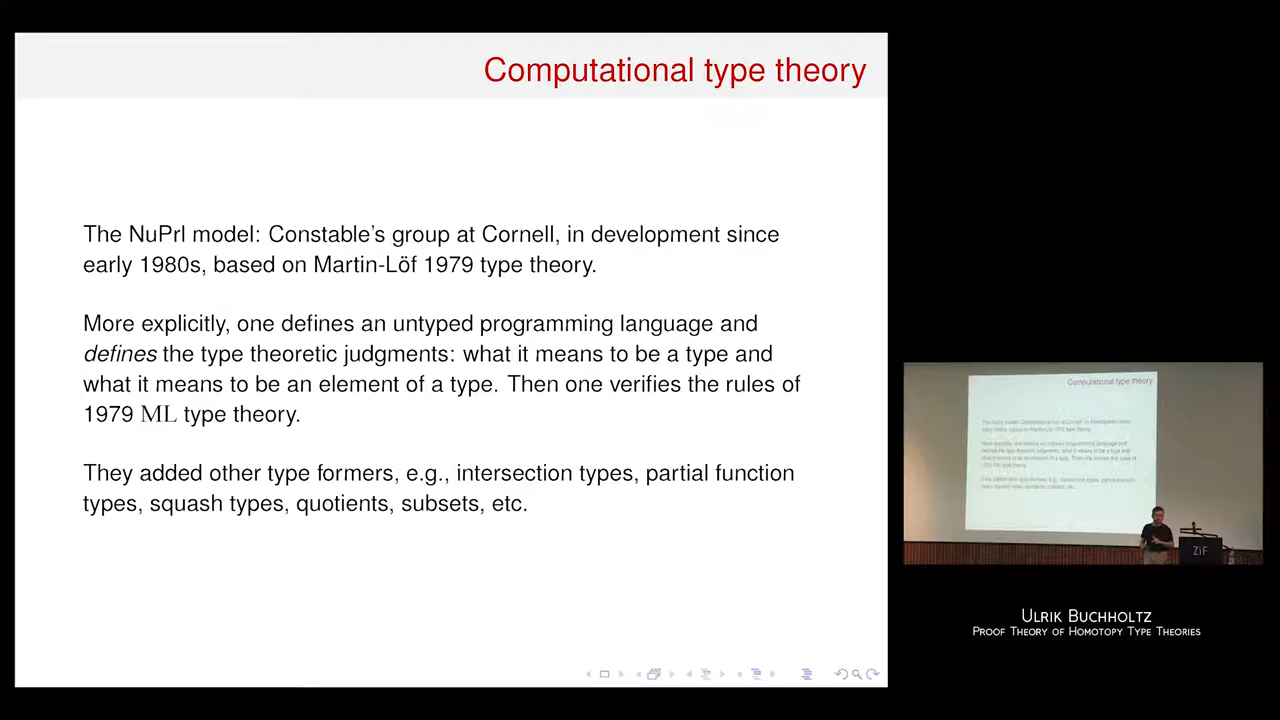 Computational type theory
The NuPrl model: Constable's group at Cornell, in development since
early 1980s, based on Martin-Löf 1979 type theory.
More explicitly, one defines an untyped programming language and
defines the type theoretic judgments: what it means to be a type and
what it means to be an element of a type. Then one verifies the rules of
1979 ML type theory.
They added other type formers, e.g., intersection types, partial function
types, squash types, quotients, subsets, etc.
Computational type theory
ZiF
Ulrik Buchholtz
Proof Theory of Homotopy Type Theories